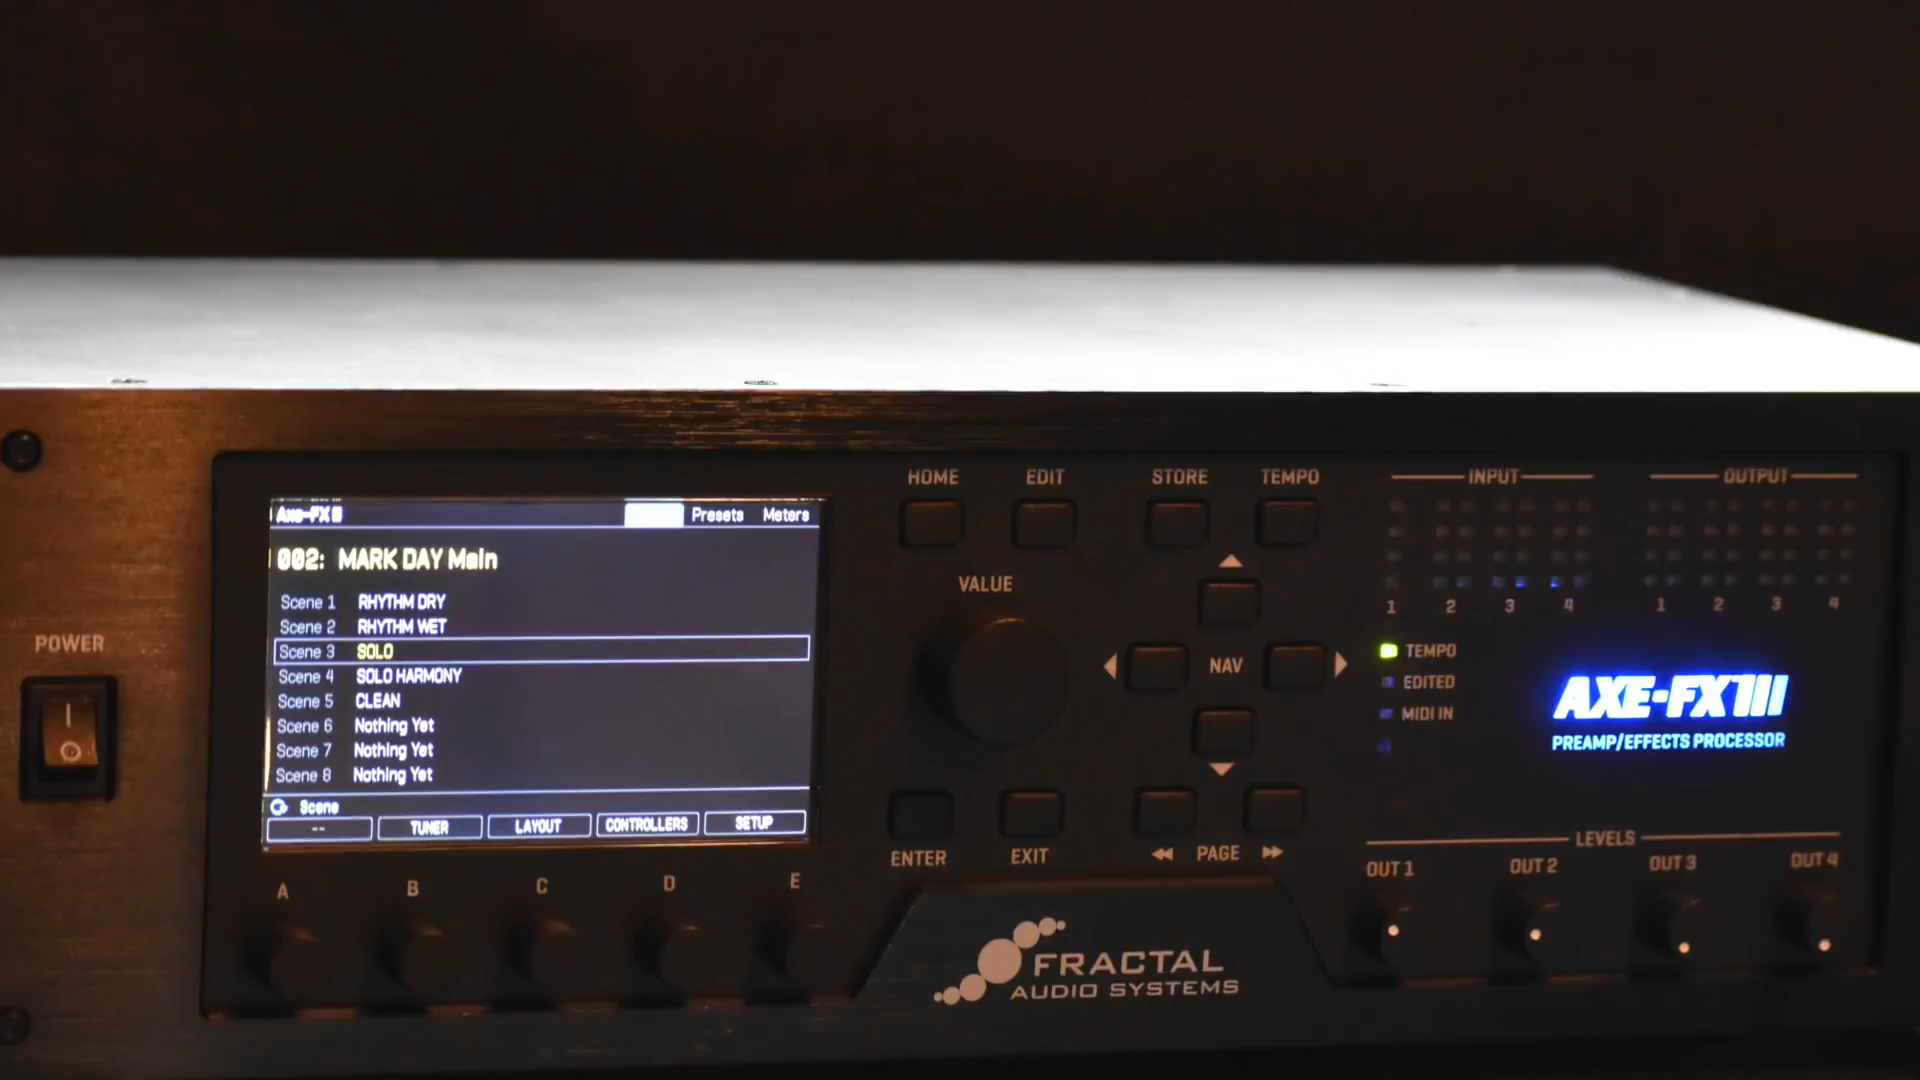 POWER
Axe-FX III
Presets Meters
002: MARK DAY Main
Scene 1 RHYTHM DRY
Scene 2 RHYTHM WET
Scene 3 SOLO
Scene 4 SOLO HARMONY
Scene 5 CLEAN
Scene 6 Nothing Yet
Scene 7 Nothing Yet
Scene 8 Nothing Yet
Scene
-- TUNER LAYOUT CONTROLLERS SETUP
A B C D E
HOME EDIT STORE TEMPO
VALUE
NAV
ENTER EXIT PAGE
FRACTAL
AUDIO SYSTEMS
INPUT OUTPUT
1 2 3 4 1 2 3 4
TEMPO
EDITED
MIDI IN
AXE-FX III
PREAMP/EFFECTS PROCESSOR
LEVELS
OUT 1 OUT 2 OUT 3 OUT 4